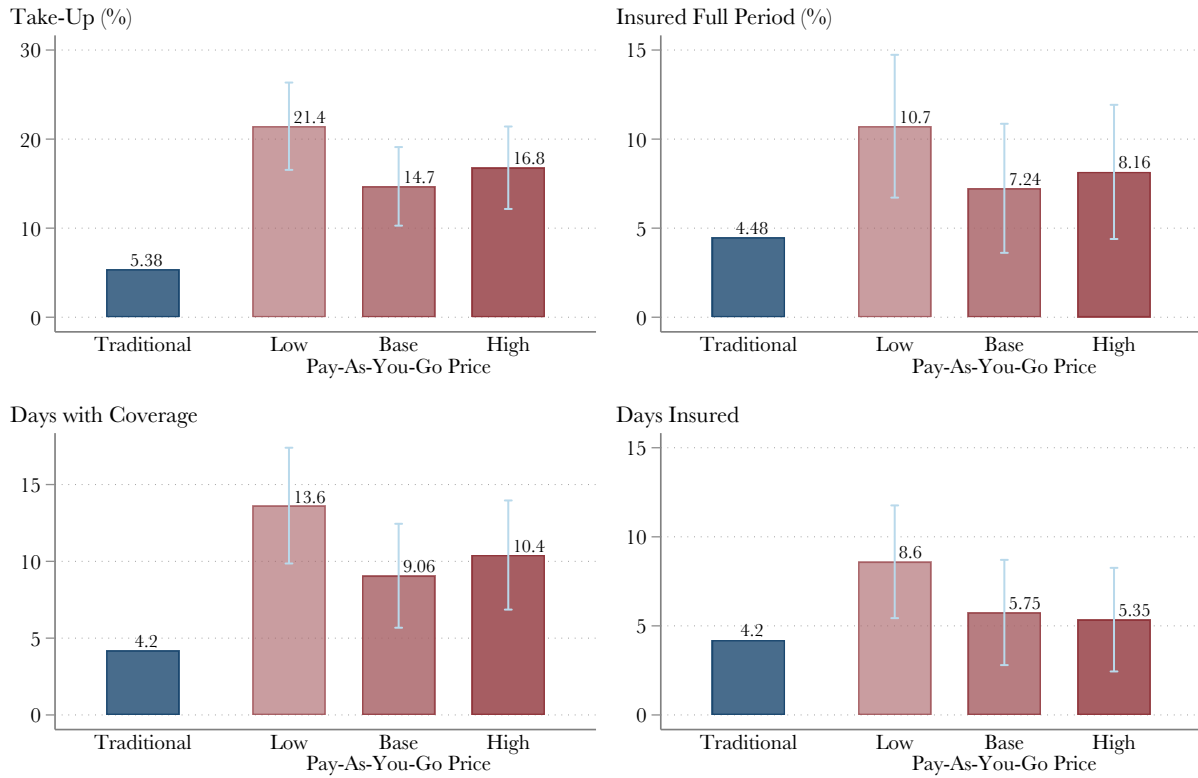 Take-Up (%)
30
20
10
0
5.38
21.4
14.7
16.8
Traditional Low Base High
Pay-As-You-Go Price
Insured Full Period (%)
15
10
5
0
4.48
10.7
7.24
8.16
Traditional Low Base High
Pay-As-You-Go Price
Days with Coverage
15
10
5
0
4.2
13.6
9.06
10.4
Traditional Low Base High
Pay-As-You-Go Price
Days Insured
15
10
5
0
4.2
8.6
5.75
5.35
Traditional Low Base High
Pay-As-You-Go Price